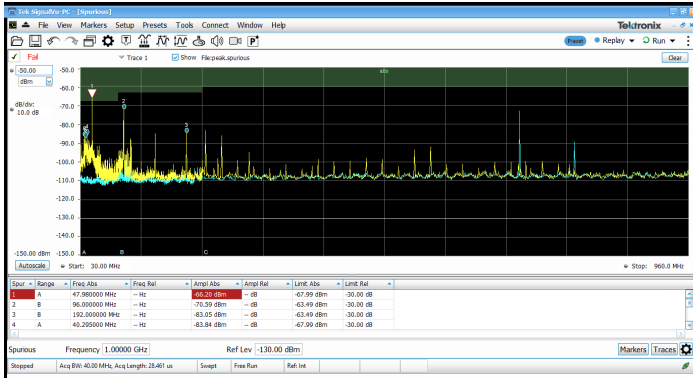 Tek SignalVu-PC - [Spurious]
File View Markers Setup Presets Tools Connect Window Help
Tektronix
Preset Replay Run
Fail Trace 1 Show File:peak.spurious Clear
-50.00 -50.0
dBm -60.0
dB/div: -70.0
10.0 dB
-80.0
-90.0
-100.0
-110.0
-120.0
-130.0
-140.0
-150.00 dBm -150.0
abs
1
2
3
A B C
Autoscale Start: 30.00 MHz Stop: 960.0 MHz
Spur Range Freq Abs Freq Rel Ampl Abs Ampl Rel Limit Abs Limit Rel
1 A 47.980000 MHz -- Hz -66.20 dBm -- dB -67.99 dBm -30.00 dB
2 B 96.000000 MHz -- Hz -70.59 dBm -- dB -63.49 dBm -30.00 dB
3 B 192.000000 MHz -- Hz -83.05 dBm -- dB -63.49 dBm -30.00 dB
4 A 40.295000 MHz -- Hz -83.84 dBm -- dB -67.99 dBm -30.00 dB
Spurious Frequency 1.00000 GHz Ref Lev -130.00 dBm Markers Traces
Stopped Acq BW: 40.00 MHz, Acq Length: 28.461 us Swept Free Run Ref: Int